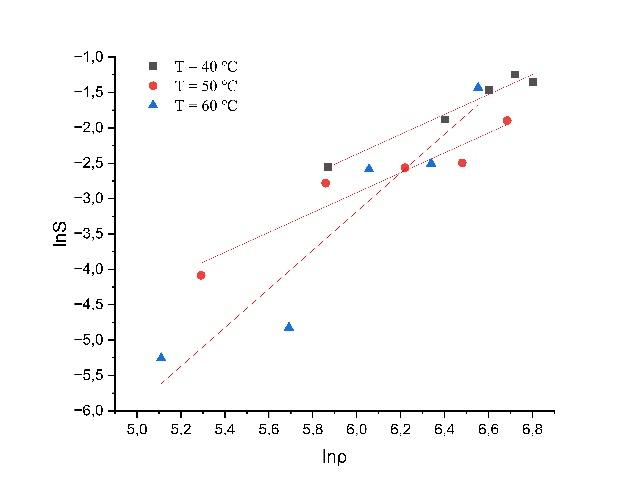 −1,0
−1,5
−2,0
−2,5
−3,0
−3,5
−4,0
−4,5
−5,0
−5,5
−6,0
lnS
T = 40 °C
T = 50 °C
T = 60 °C
5,0 5,2 5,4 5,6 5,8 6,0 6,2 6,4 6,6 6,8
lnρ